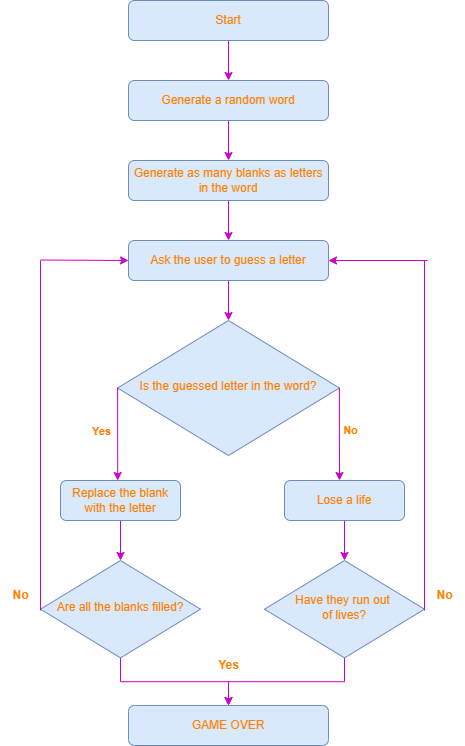 Start
Generate a random word
Generate as many blanks as letters
in the word
Ask the user to guess a letter
Is the guessed letter in the word?
Yes
No
Replace the blank
with the letter
Lose a life
No
Are all the blanks filled?
Have they run out
of lives?
No
Yes
GAME OVER